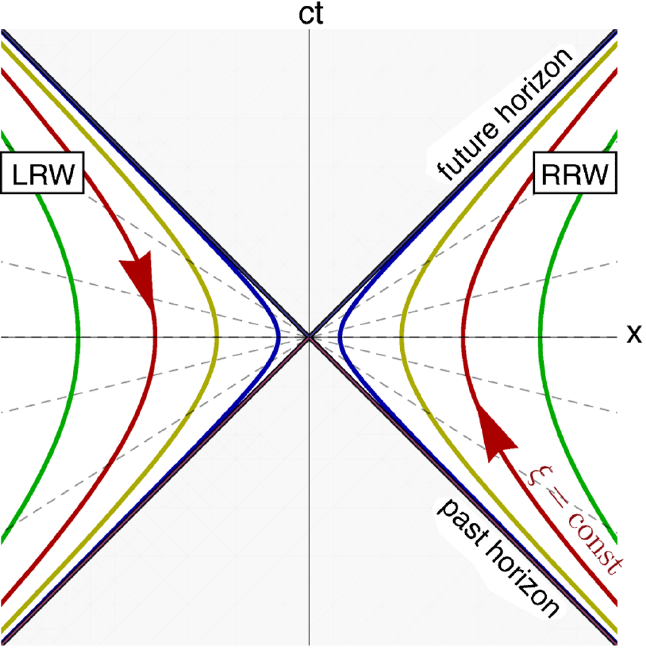 ct
future horizon
LRW
RRW
x
ξ = const
past horizon